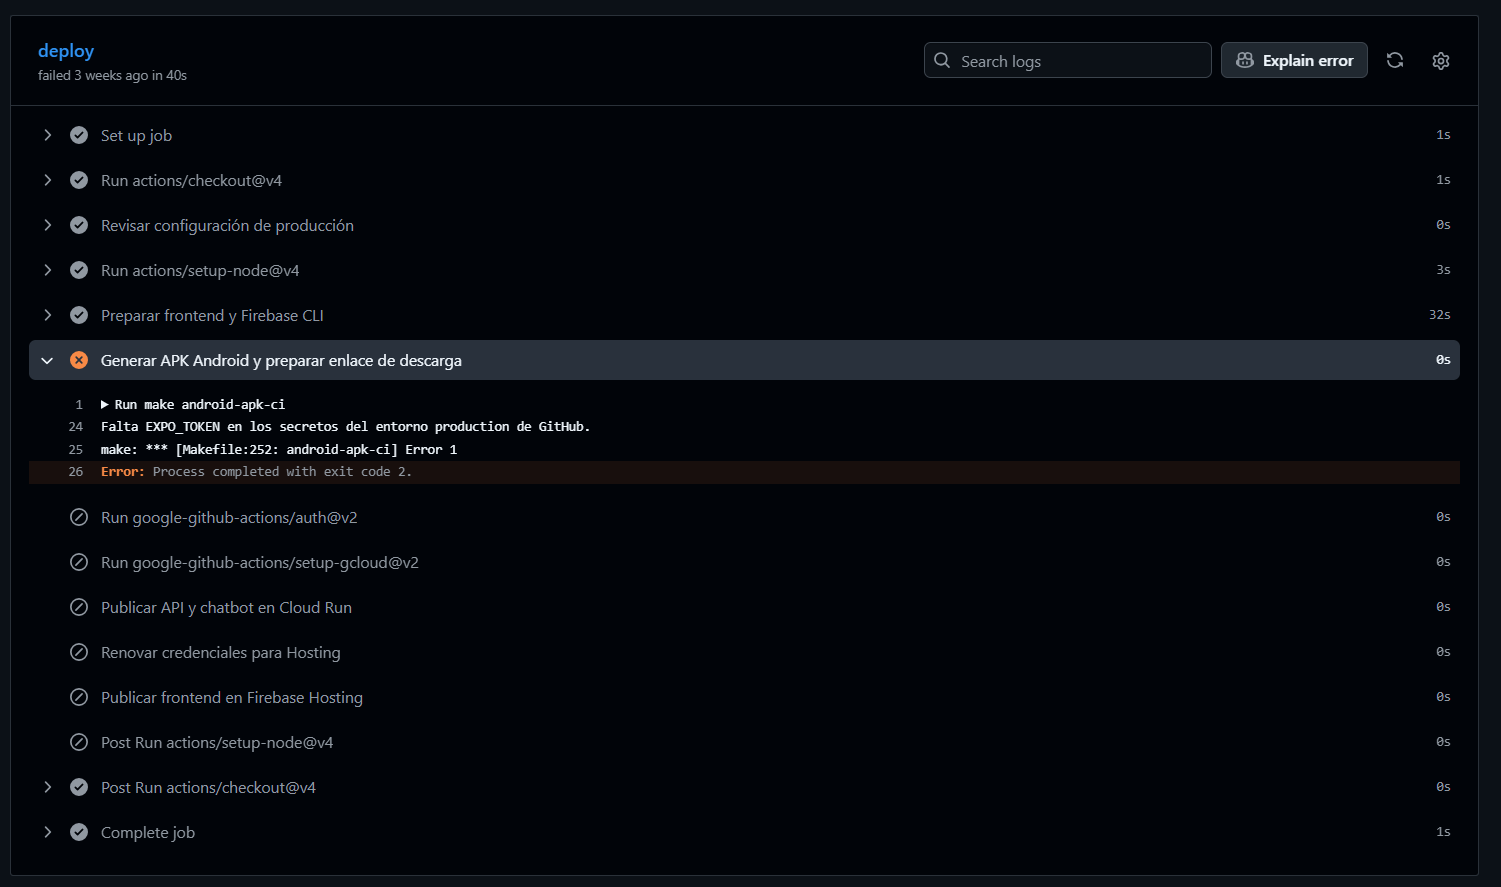 deploy
failed 3 weeks ago in 40s
Search logs
Explain error
Set up job 1s
Run actions/checkout@v4 1s
Revisar configuración de producción 0s
Run actions/setup-node@v4 3s
Preparar frontend y Firebase CLI 32s
Generar APK Android y preparar enlace de descarga 0s
1 Run make android-apk-ci
24 Falta EXPO_TOKEN en los secretos del entorno production de GitHub.
25 make: *** [Makefile:252: android-apk-ci] Error 1
26 Error: Process completed with exit code 2.
Run google-github-actions/auth@v2 0s
Run google-github-actions/setup-gcloud@v2 0s
Publicar API y chatbot en Cloud Run 0s
Renovar credenciales para Hosting 0s
Publicar frontend en Firebase Hosting 0s
Post Run actions/setup-node@v4 0s
Post Run actions/checkout@v4 0s
Complete job 1s